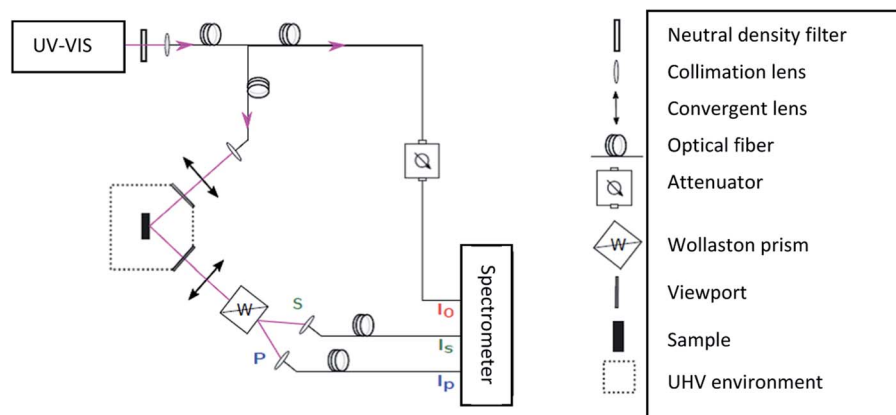 UV-VIS
W
S
P
I0
Is
Ip
Spectrometer
Neutral density filter
Collimation lens
Convergent lens
Optical fiber
Attenuator
W
Wollaston prism
Viewport
Sample
UHV environment